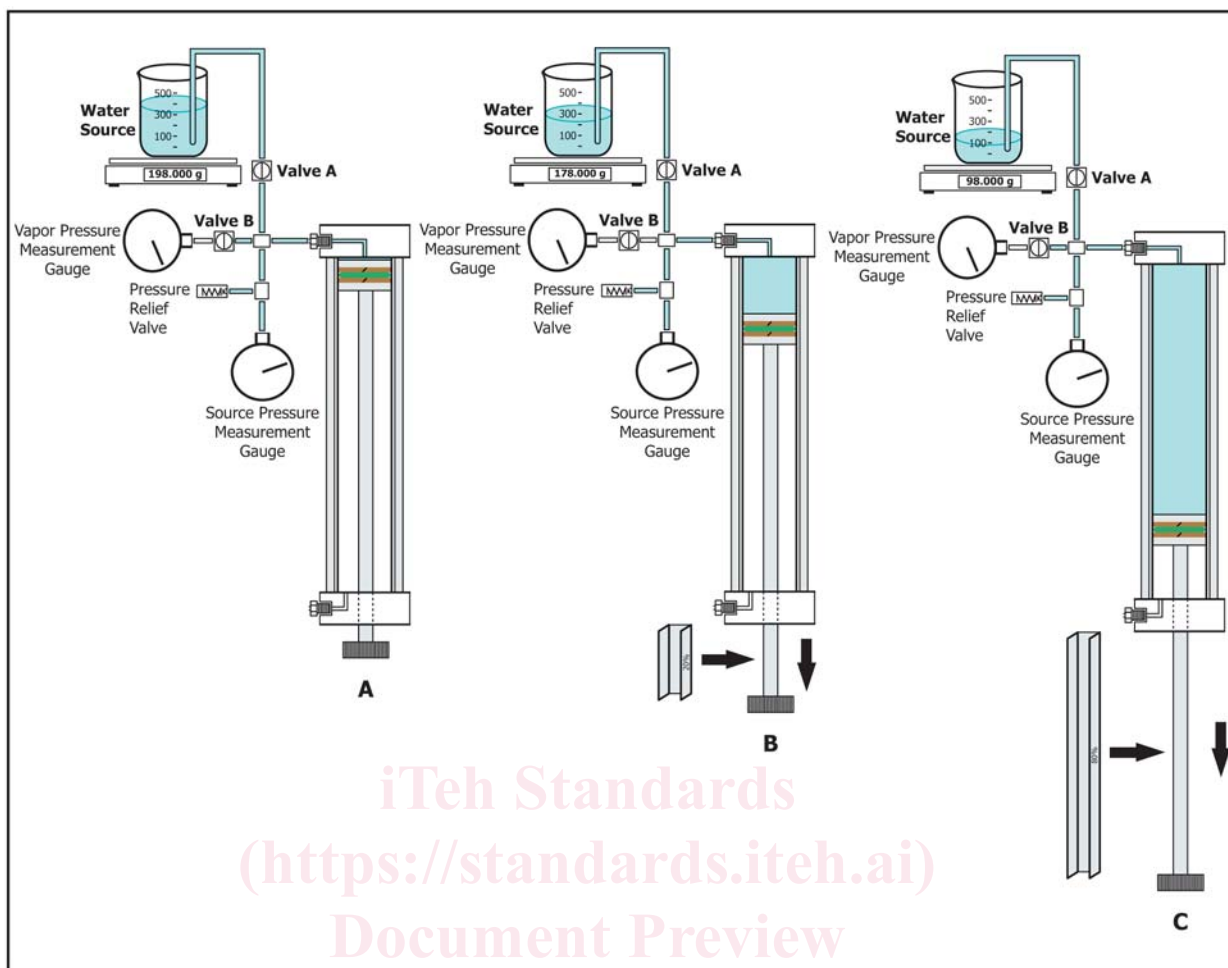 Water
Source
500
300
100
198.000 g
Valve A
Valve B
Vapor Pressure
Measurement
Gauge
Pressure
Relief
Valve
Source Pressure
Measurement
Gauge
A
Water
Source
500
300
100
178.000 g
Valve A
Valve B
Vapor Pressure
Measurement
Gauge
Pressure
Relief
Valve
Source Pressure
Measurement
Gauge
20%
B
Water
Source
500
300
100
98.000 g
Valve A
Valve B
Vapor Pressure
Measurement
Gauge
Pressure
Relief
Valve
Source Pressure
Measurement
Gauge
80%
C
iTeh Standards
(https://standards.iteh.ai)
Document Preview